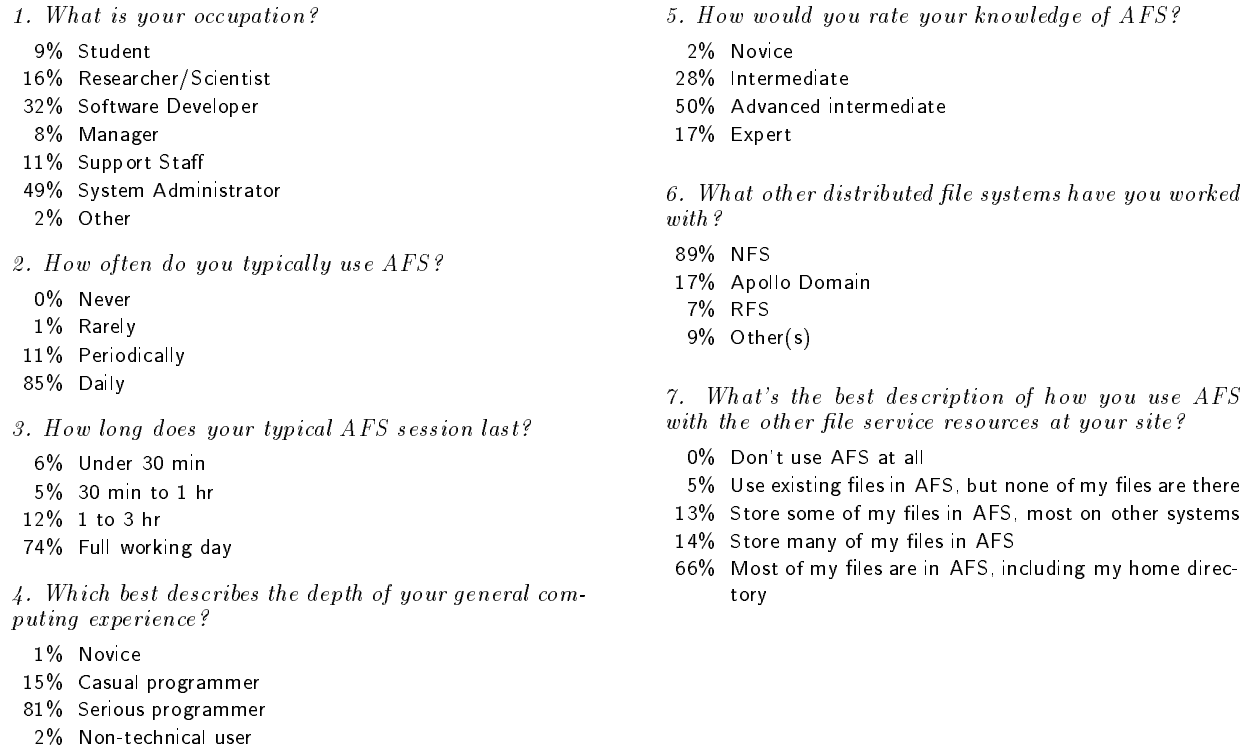 1. What is your occupation?
9% Student
16% Researcher/Scientist
32% Software Developer
8% Manager
11% Support Staff
49% System Administrator
2% Other
2. How often do you typically use AFS?
0% Never
1% Rarely
11% Periodically
85% Daily
3. How long does your typical AFS session last?
6% Under 30 min
5% 30 min to 1 hr
12% 1 to 3 hr
74% Full working day
4. Which best describes the depth of your general com-
puting experience?
1% Novice
15% Casual programmer
81% Serious programmer
2% Non-technical user
5. How would you rate your knowledge of AFS?
2% Novice
28% Intermediate
50% Advanced intermediate
17% Expert
6. What other distributed file systems have you worked
with?
89% NFS
17% Apollo Domain
7% RFS
9% Other(s)
7. What's the best description of how you use AFS
with the other file service resources at your site?
0% Don't use AFS at all
5% Use existing files in AFS, but none of my files are there
13% Store some of my files in AFS, most on other systems
14% Store many of my files in AFS
66% Most of my files are in AFS, including my home direc-
tory